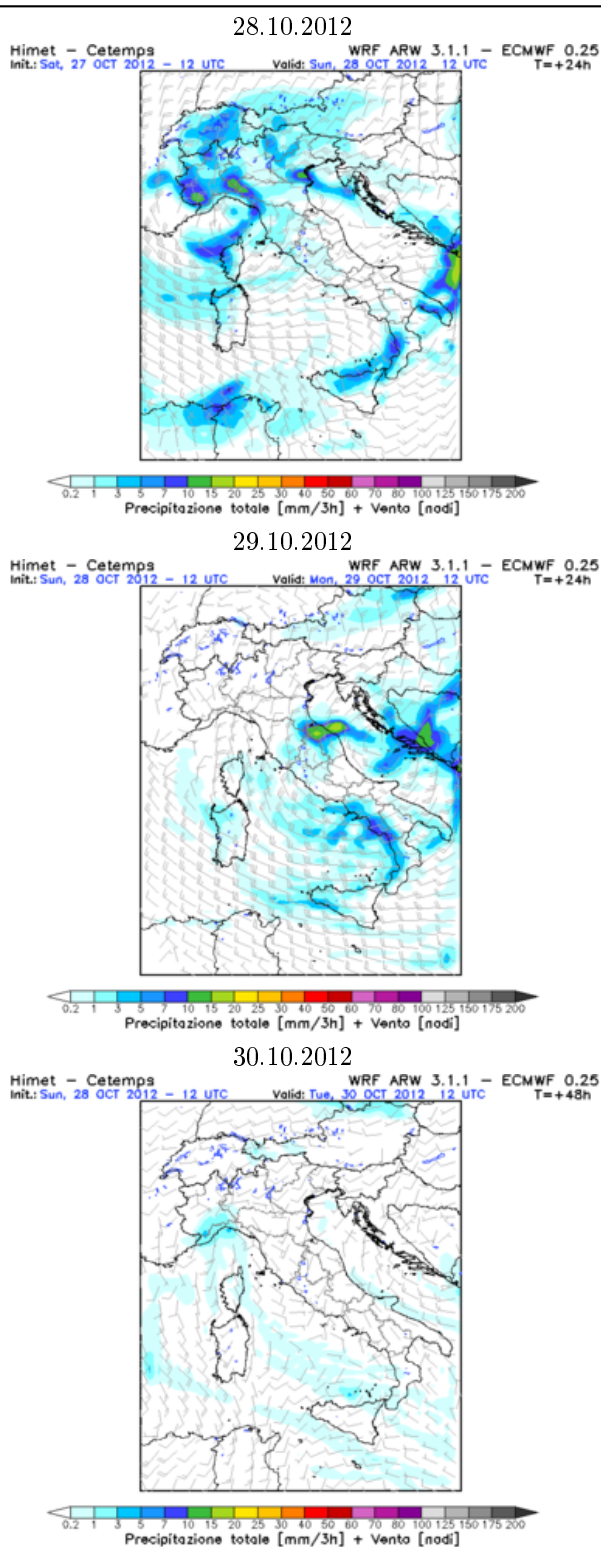 28.10.2012
Himet – Cetemps WRF ARW 3.1.1 – ECMWF 0.25
Init.: Sat, 27 OCT 2012 – 12 UTC Valid: Sun, 28 OCT 2012 12 UTC T=+24h
0.2 1 3 5 7 10 15 20 25 30 40 50 60 70 80 100 125 150 175 200
Precipitazione totale [mm/3h] + Vento [nodi]
29.10.2012
Himet – Cetemps WRF ARW 3.1.1 – ECMWF 0.25
Init.: Sun, 28 OCT 2012 – 12 UTC Valid: Mon, 29 OCT 2012 12 UTC T=+24h
0.2 1 3 5 7 10 15 20 25 30 40 50 60 70 80 100 125 150 175 200
Precipitazione totale [mm/3h] + Vento [nodi]
30.10.2012
Himet – Cetemps WRF ARW 3.1.1 – ECMWF 0.25
Init.: Sun, 28 OCT 2012 – 12 UTC Valid: Tue, 30 OCT 2012 12 UTC T=+48h
0.2 1 3 5 7 10 15 20 25 30 40 50 60 70 80 100 125 150 175 200
Precipitazione totale [mm/3h] + Vento [nodi]